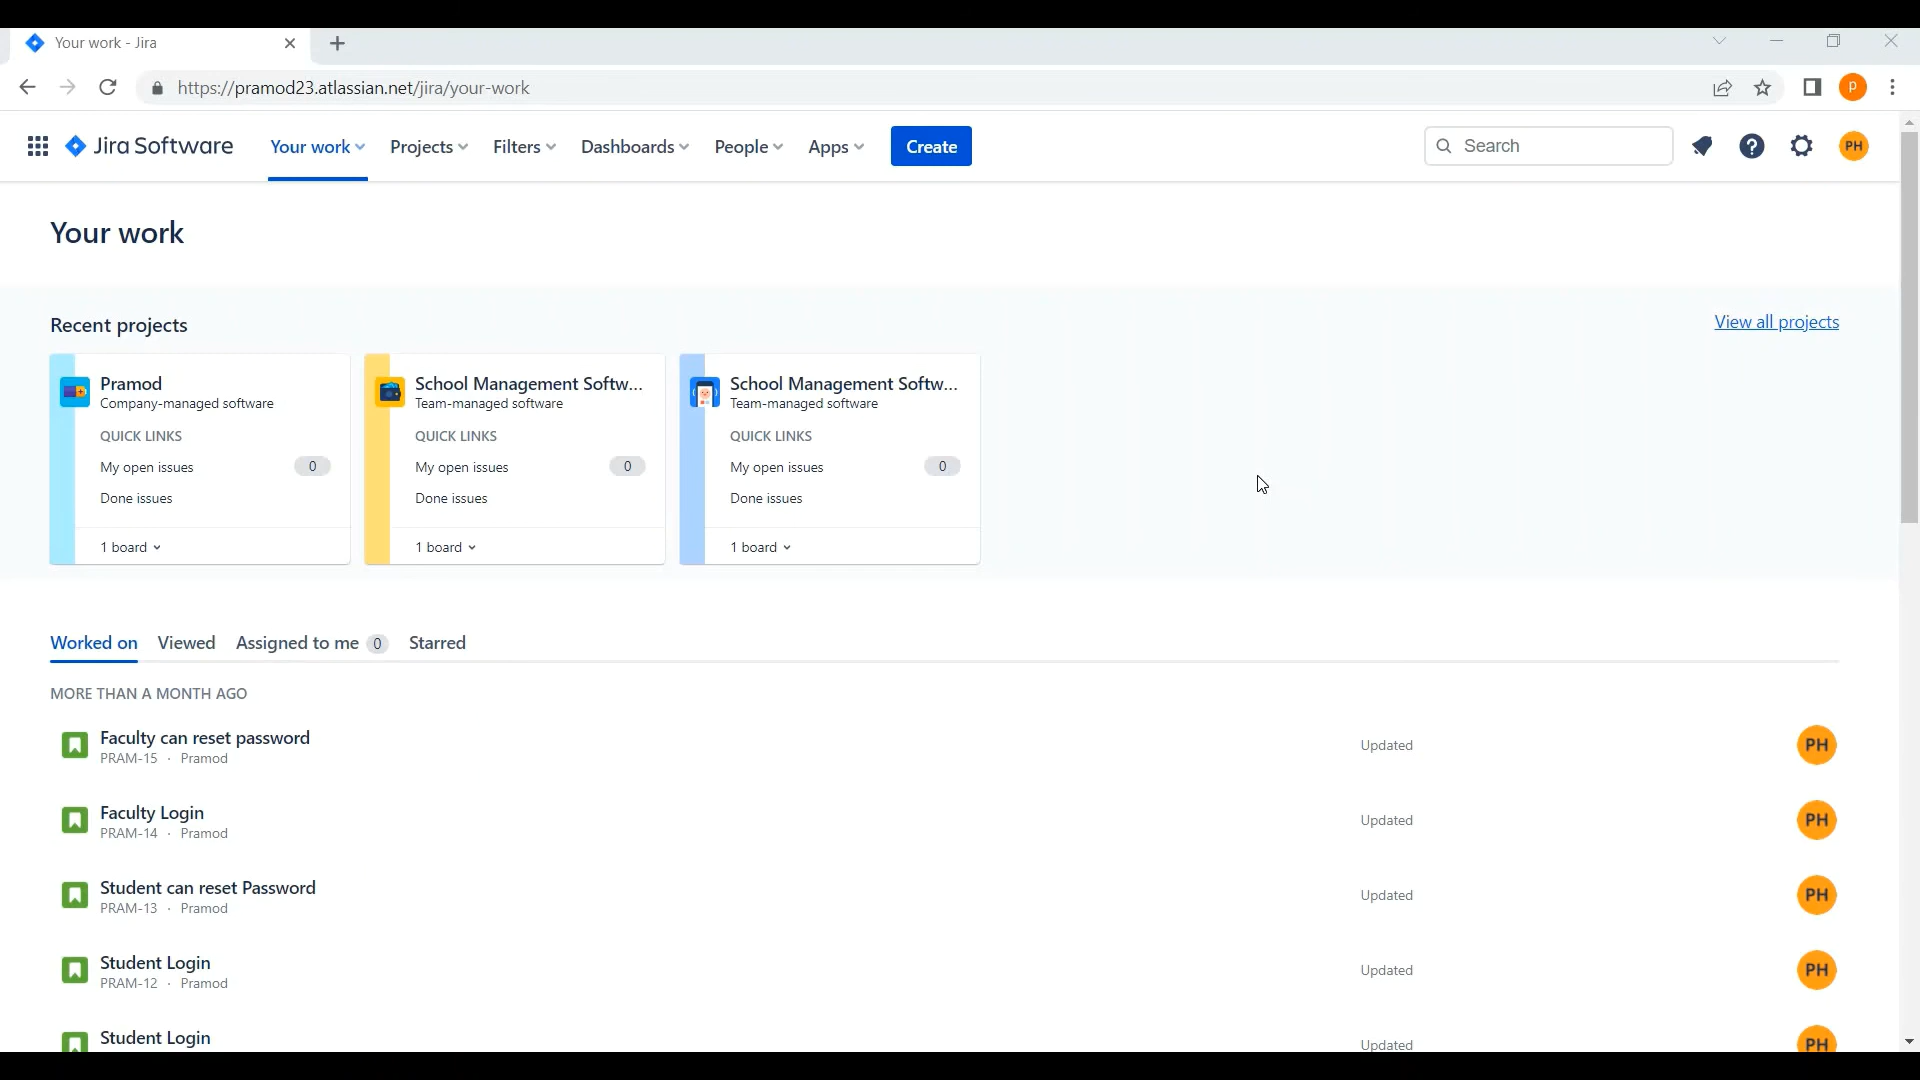 Your work - Jira
https://pramod23.atlassian.net/jira/your-work
P
Jira Software Your work Projects Filters Dashboards People Apps Create Search PH
Your work
Recent projects View all projects
Pramod
Company-managed software
QUICK LINKS
My open issues 0
Done issues
1 board
School Management Softw...
Team-managed software
QUICK LINKS
My open issues 0
Done issues
1 board
School Management Softw...
Team-managed software
QUICK LINKS
My open issues 0
Done issues
1 board
Worked on Viewed Assigned to me 0 Starred
MORE THAN A MONTH AGO
Faculty can reset password
PRAM-15 · Pramod
Updated PH
Faculty Login
PRAM-14 · Pramod
Updated PH
Student can reset Password
PRAM-13 · Pramod
Updated PH
Student Login
PRAM-12 · Pramod
Updated PH
Student Login
Updated PH